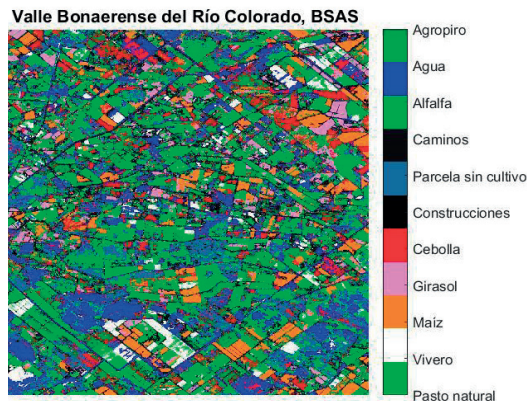 Valle Bonaerense del Río Colorado, BSAS
Agropiro
Agua
Alfalfa
Caminos
Parcela sin cultivo
Construcciones
Cebolla
Girasol
Maíz
Vivero
Pasto natural